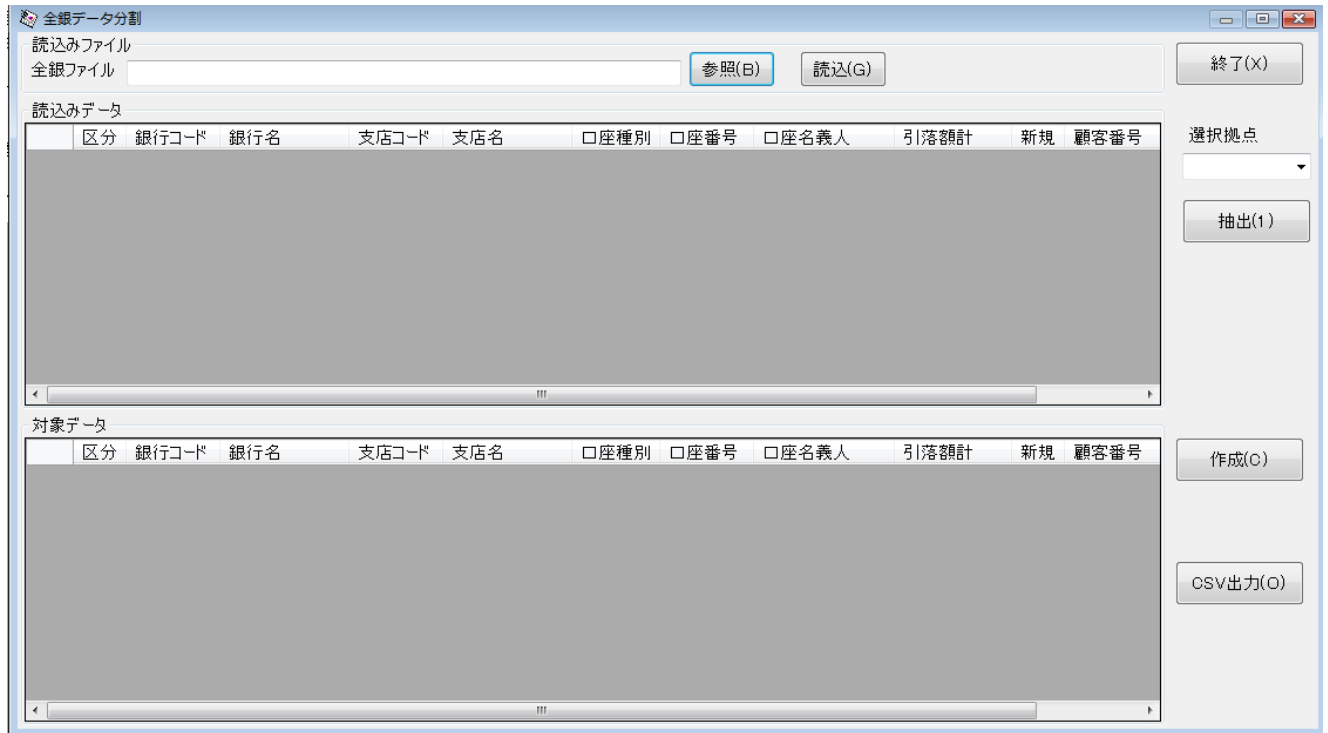 全銀データ分割
読込みファイル
全銀ファイル 参照(B) 読込(G) 終了(X)
読込みデータ
区分 銀行コード 銀行名 支店コード 支店名 口座種別 口座番号 口座名義人 引落額計 新規 顧客番号
選択拠点
抽出(1)
対象データ
区分 銀行コード 銀行名 支店コード 支店名 口座種別 口座番号 口座名義人 引落額計 新規 顧客番号
作成(C)
CSV出力(O)